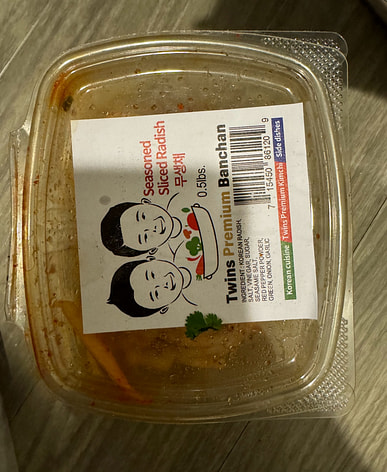 Seasoned
Sliced Radish
무생채
0.5lbs.
Twins Premium Banchan
INGREDIENT : KOREAN RADISH,
SALT, VINEGAR, SUGAR,
SEASAME SALT,
RED PEPPER POWDER,
GREEN, ONION, GARLIC
7 15450 86120 9
Korean cuisine Twins Premium Kimchi Side dishes